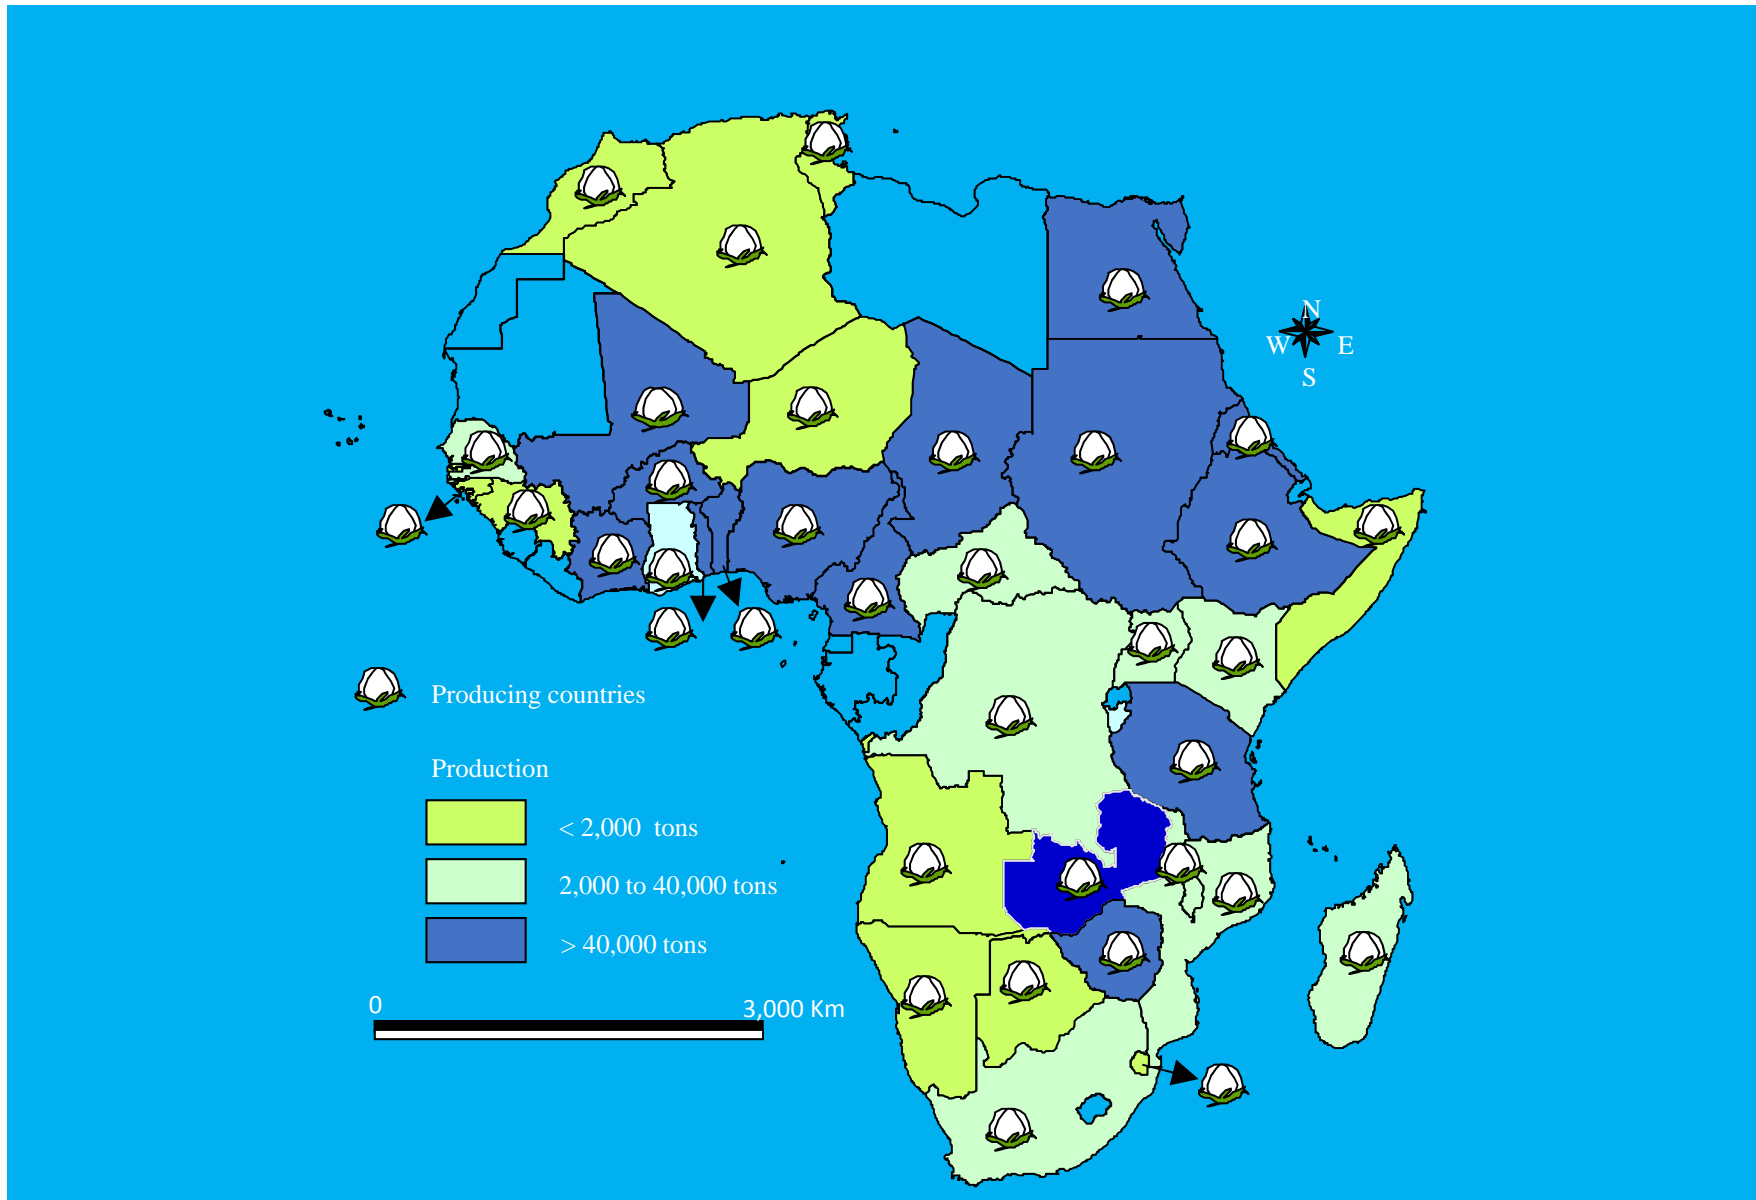 N
W E
S
Producing countries
Production
< 2,000 tons
2,000 to 40,000 tons
> 40,000 tons
0 3,000 Km